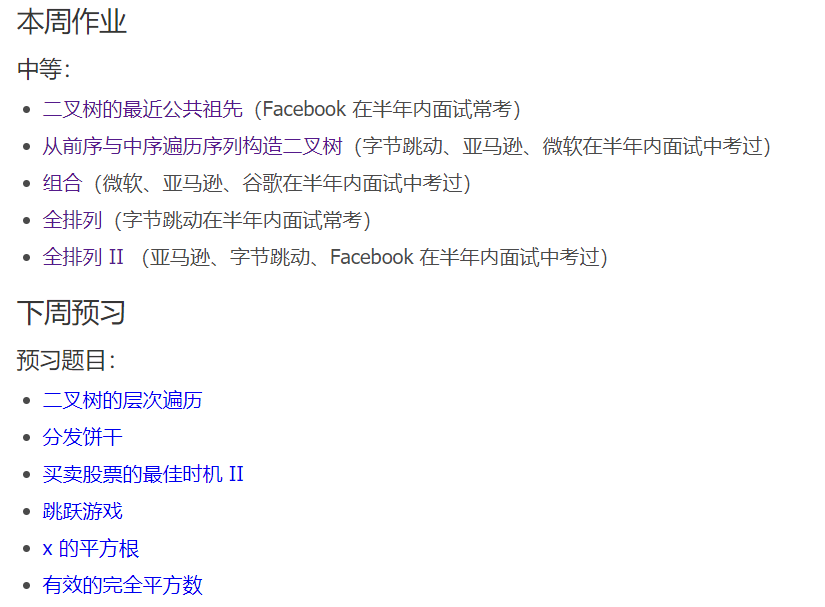 本周作业
中等：
二叉树的最近公共祖先（Facebook 在半年内面试常考）
从前序与中序遍历序列构造二叉树（字节跳动、亚马逊、微软在半年内面试中考过）
组合（微软、亚马逊、谷歌在半年内面试中考过）
全排列（字节跳动在半年内面试常考）
全排列 II （亚马逊、字节跳动、Facebook 在半年内面试中考过）
下周预习
预习题目：
二叉树的层次遍历
分发饼干
买卖股票的最佳时机 II
跳跃游戏
x 的平方根
有效的完全平方数